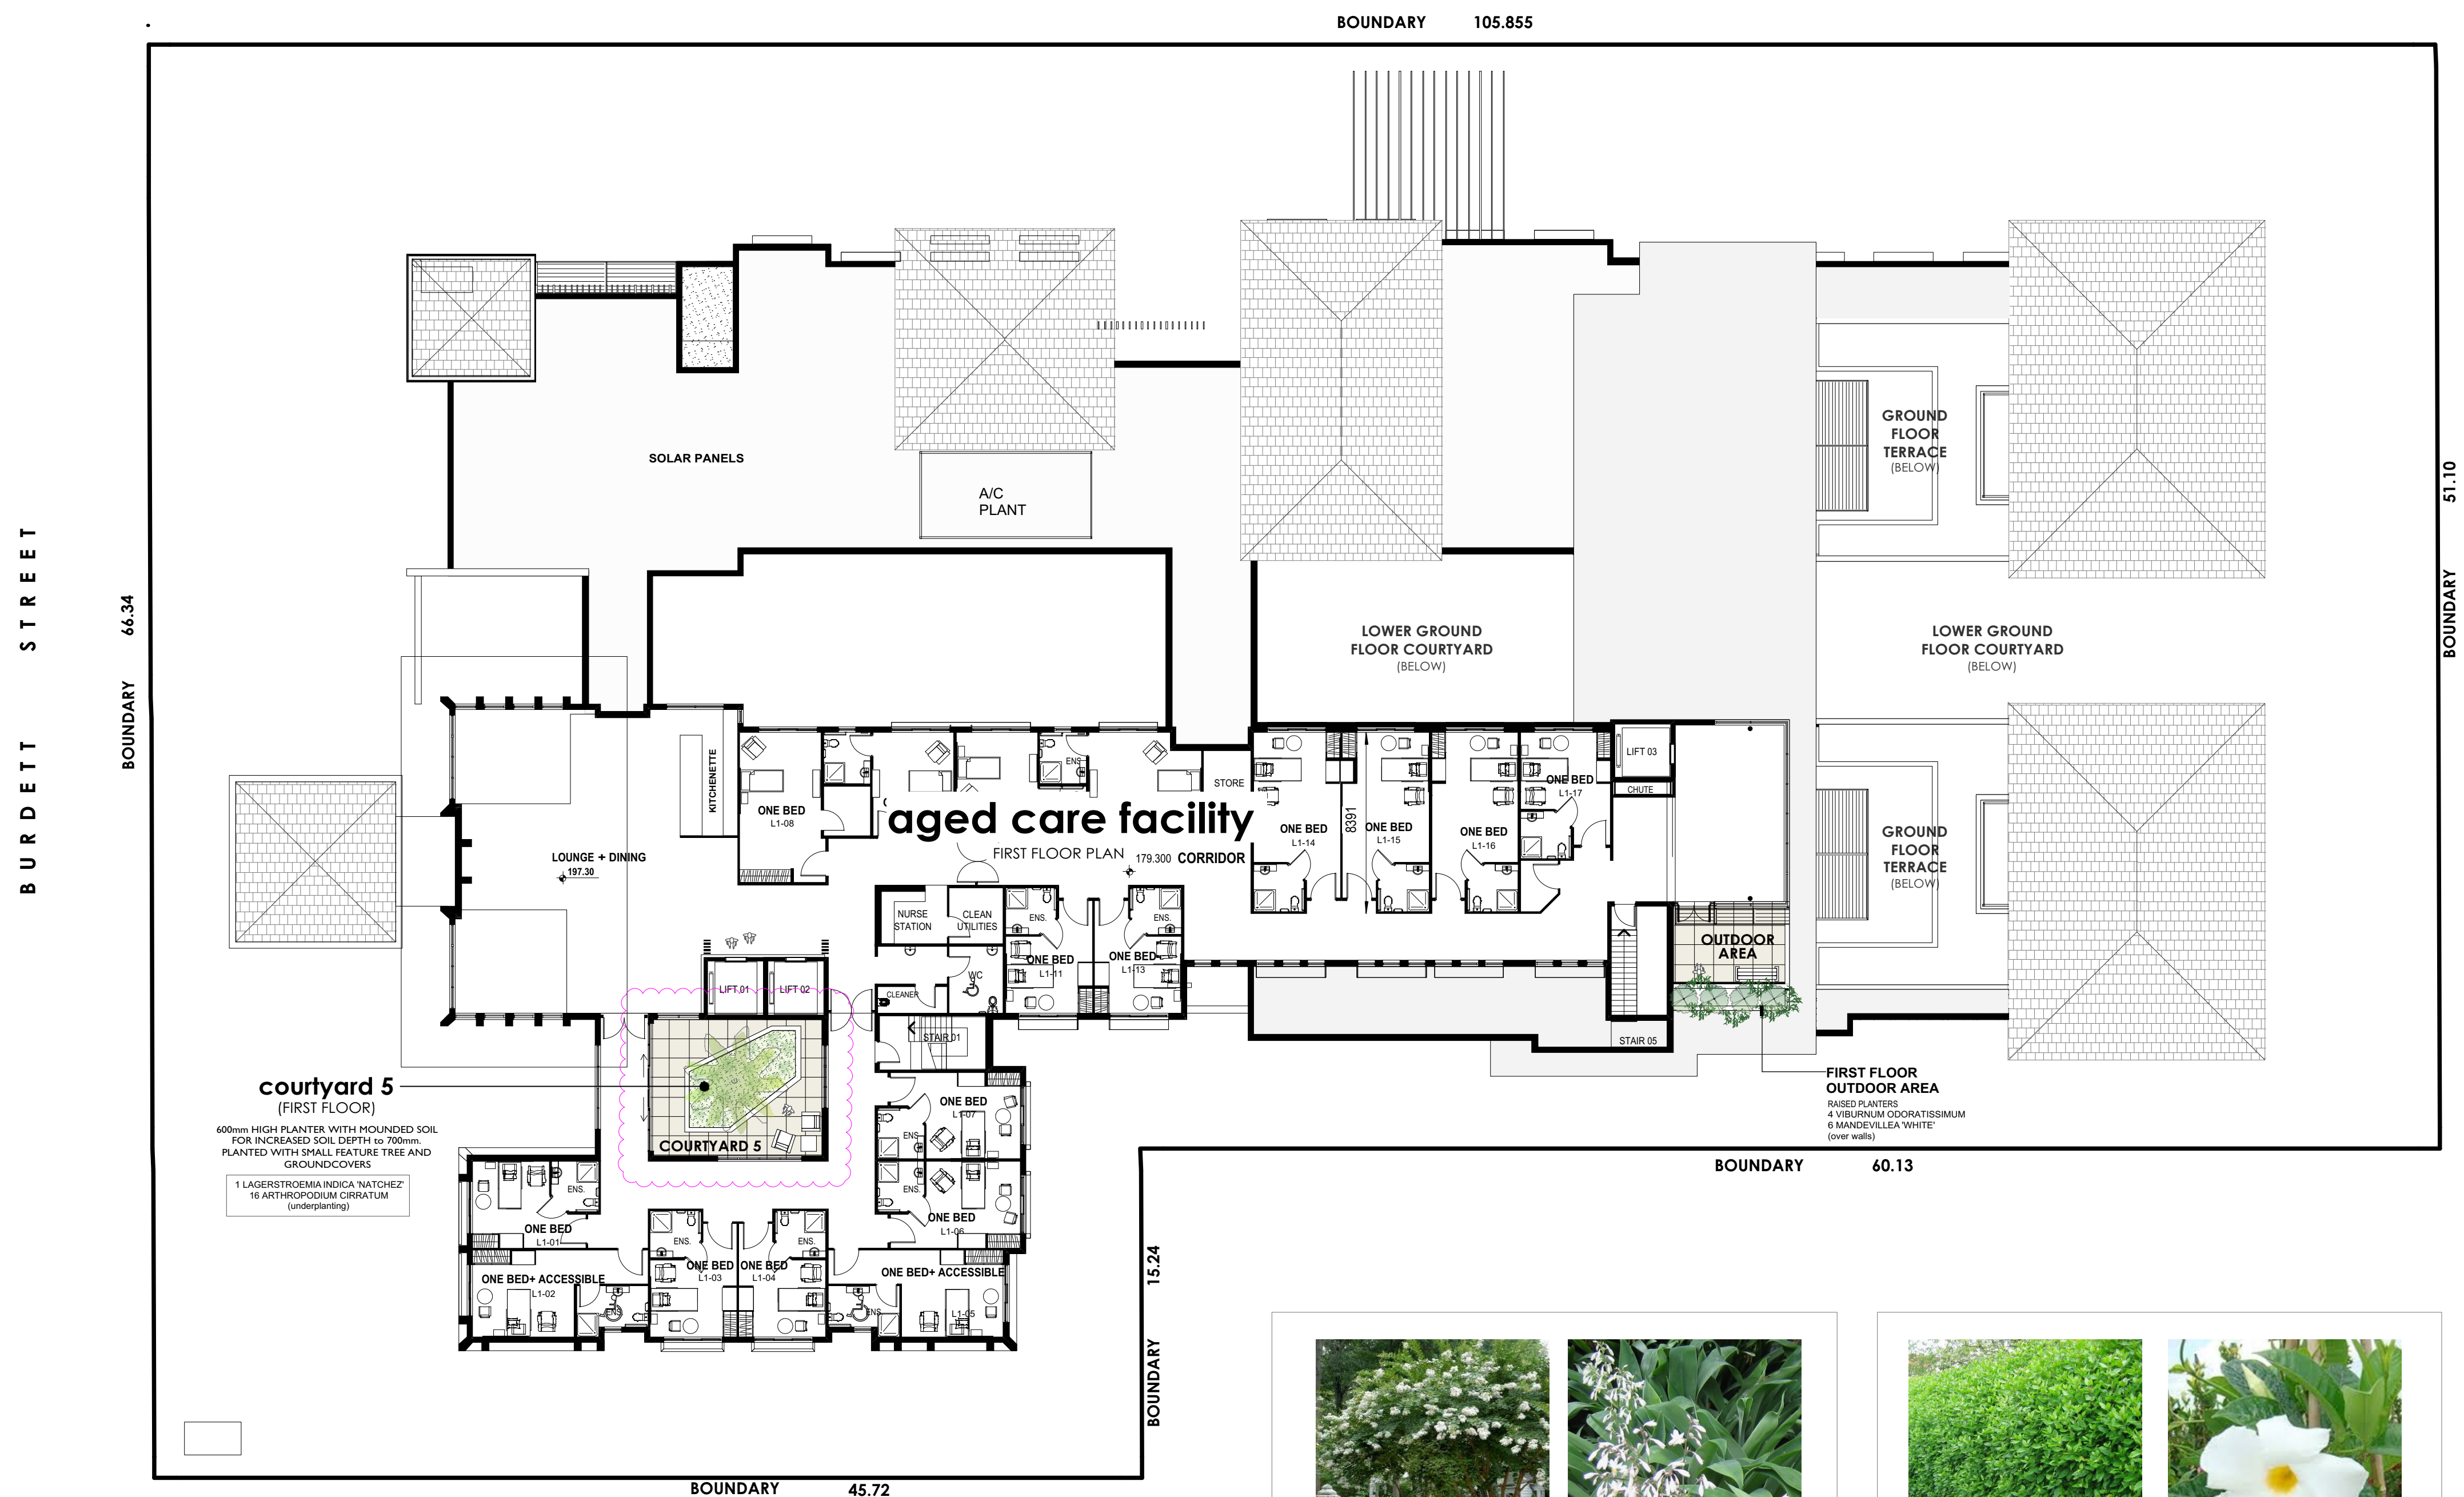 BOUNDARY 105.855
BURDETT STREET
BOUNDARY 66.34
BOUNDARY 51.10
SOLAR PANELS
A/C
PLANT
GROUND
FLOOR
TERRACE
(BELOW)
LOWER GROUND
FLOOR COURTYARD
(BELOW)
LOWER GROUND
FLOOR COURTYARD
(BELOW)
KITCHENETTE
ONE BED
L1-08
ENS
STORE
aged care facility
FIRST FLOOR PLAN
179.300 CORRIDOR
ONE BED
L1-14
8391
ONE BED
L1-15
ONE BED
L1-16
ONE BED
L1-17
LIFT 03
CHUTE
GROUND
FLOOR
TERRACE
(BELOW)
LOUNGE + DINING
197.30
NURSE
STATION
CLEAN
UTILITIES
ENS.
ENS.
ONE BED
L1-11
ONE BED
L1-13
WC
CLEANER
LIFT 01
LIFT 02
STAIR 01
OUTDOOR
AREA
STAIR 05
courtyard 5
(FIRST FLOOR)
600mm HIGH PLANTER WITH MOUNDED SOIL
FOR INCREASED SOIL DEPTH to 700mm.
PLANTED WITH SMALL FEATURE TREE AND
GROUNDCOVERS
1 LAGERSTROEMIA INDICA 'NATCHEZ'
16 ARTHROPODIUM CIRRATUM
(underplanting)
COURTYARD 5
FIRST FLOOR
OUTDOOR AREA
RAISED PLANTERS
4 VIBURNUM ODORATISSIMUM
6 MANDEVILLEA 'WHITE'
(over walls)
BOUNDARY 60.13
ONE BED
L1-07
ENS.
ENS.
ONE BED
L1-06
ENS.
ONE BED
L1-01
ONE BED+ ACCESSIBLE
L1-02
ENS.
ENS.
ONE BED
L1-03
ENS.
ONE BED
L1-04
ONE BED+ ACCESSIBLE
L1-05
ENS.
BOUNDARY 15.24
BOUNDARY 45.72